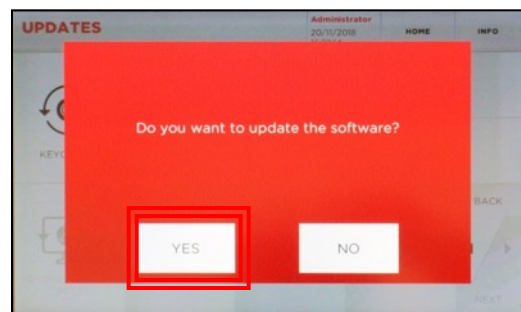 UPDATES
Administrator
20/11/2018
HOME
INFO
Do you want to update the software?
BACK
YES
NO
NEXT